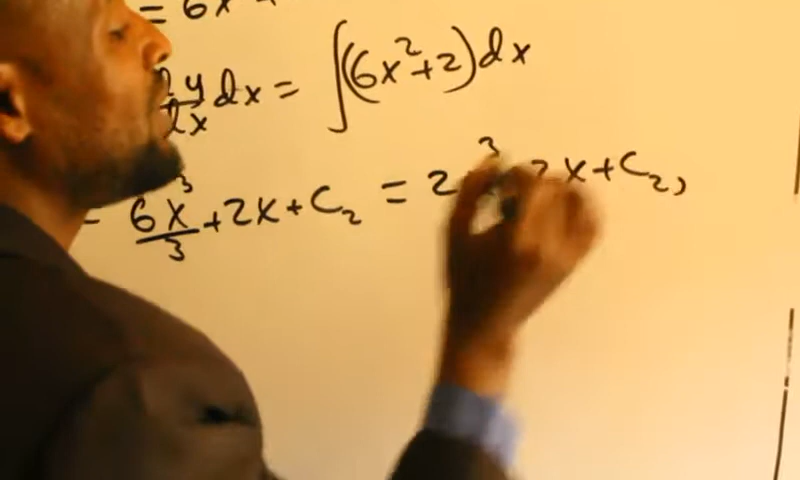 = 6x
dy/dx dx = ∫(6x²+2)dx
= 6x³/3 + 2x + C₂ = 2x³ + 2x + C₂,